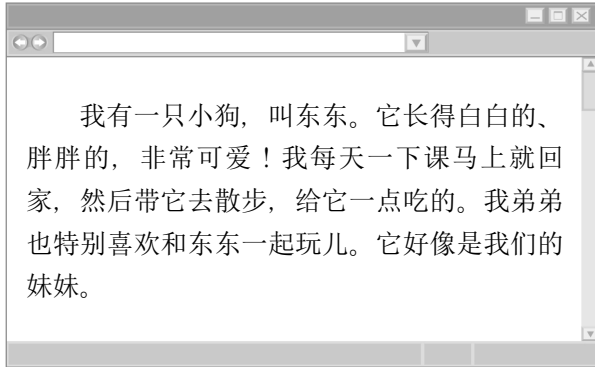 我有一只小狗，叫东东。它长得白白的、
胖胖的，非常可爱！我每天一下课马上就回
家，然后带它去散步，给它一点吃的。我弟弟
也特别喜欢和东东一起玩儿。它好像是我们的
妹妹。